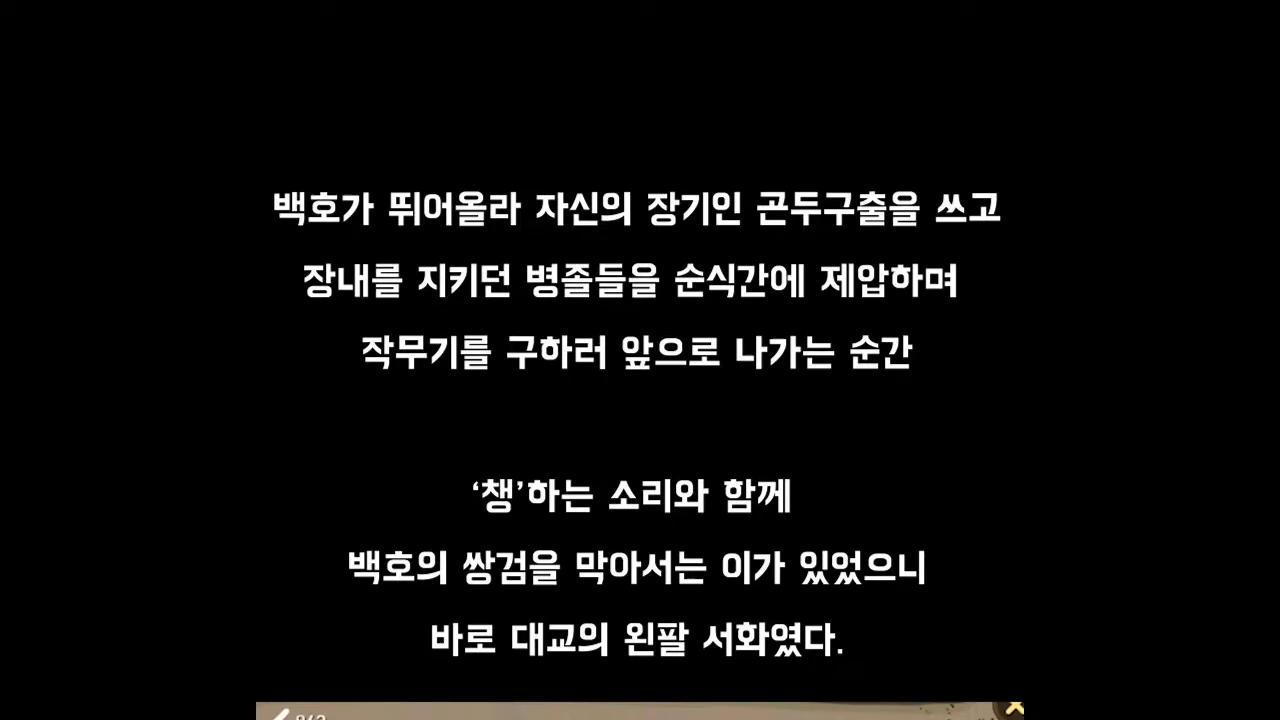 백호가 뛰어올라 자신의 장기인 곤두구출을 쓰고
장내를 지키던 병졸들을 순식간에 제압하며
작무기를 구하러 앞으로 나가는 순간
‘챙’하는 소리와 함께
백호의 쌍검을 막아서는 이가 있었으니
바로 대교의 왼팔 서화였다.